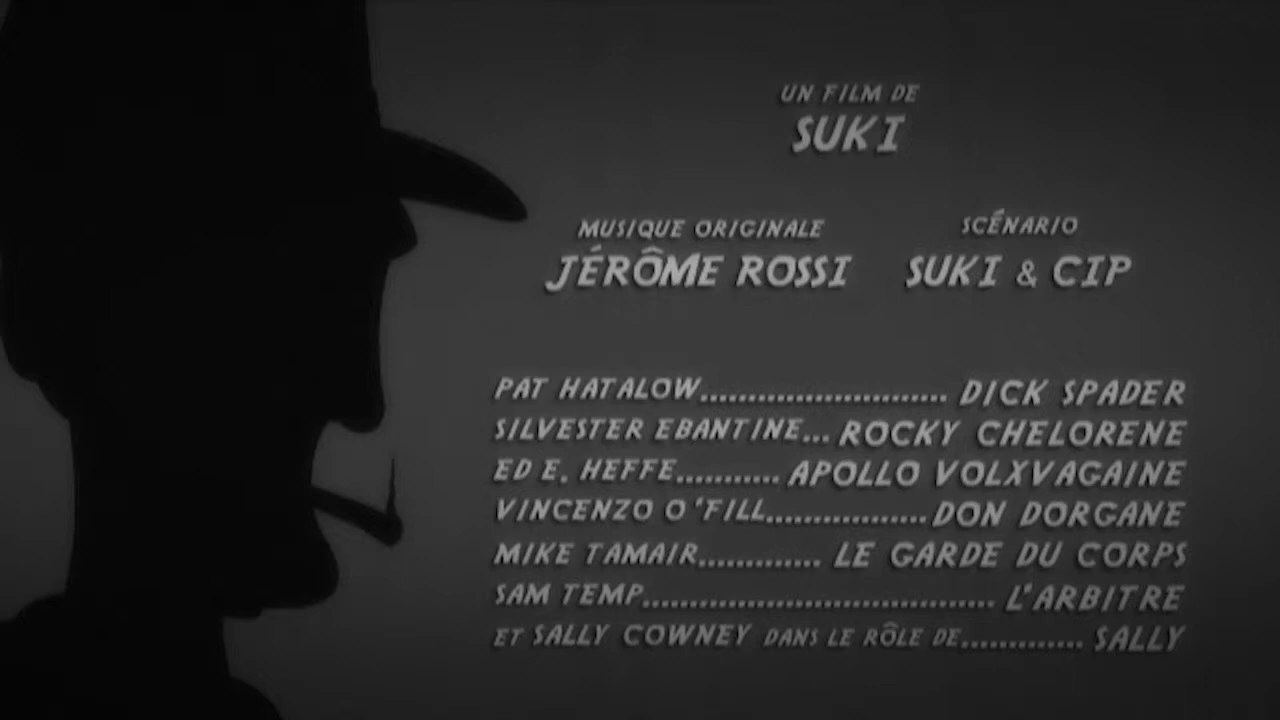 UN FILM DE
SUKI
MUSIQUE ORIGINALE
JÉRÔME ROSSI
SCÉNARIO
SUKI & CIP
PAT HATALOW.......................... DICK SPADER
SILVESTER EBANTINE... ROCKY CHELORENE
ED E. HEFFE........... APOLLO VOLXVAGAINE
VINCENZO O'FILL................. DON DORGANE
MIKE TAMAIR............. LE GARDE DU CORPS
SAM TEMP..................................... L'ARBITRE
ET SALLY COWNEY DANS LE RÔLE DE............. SALLY